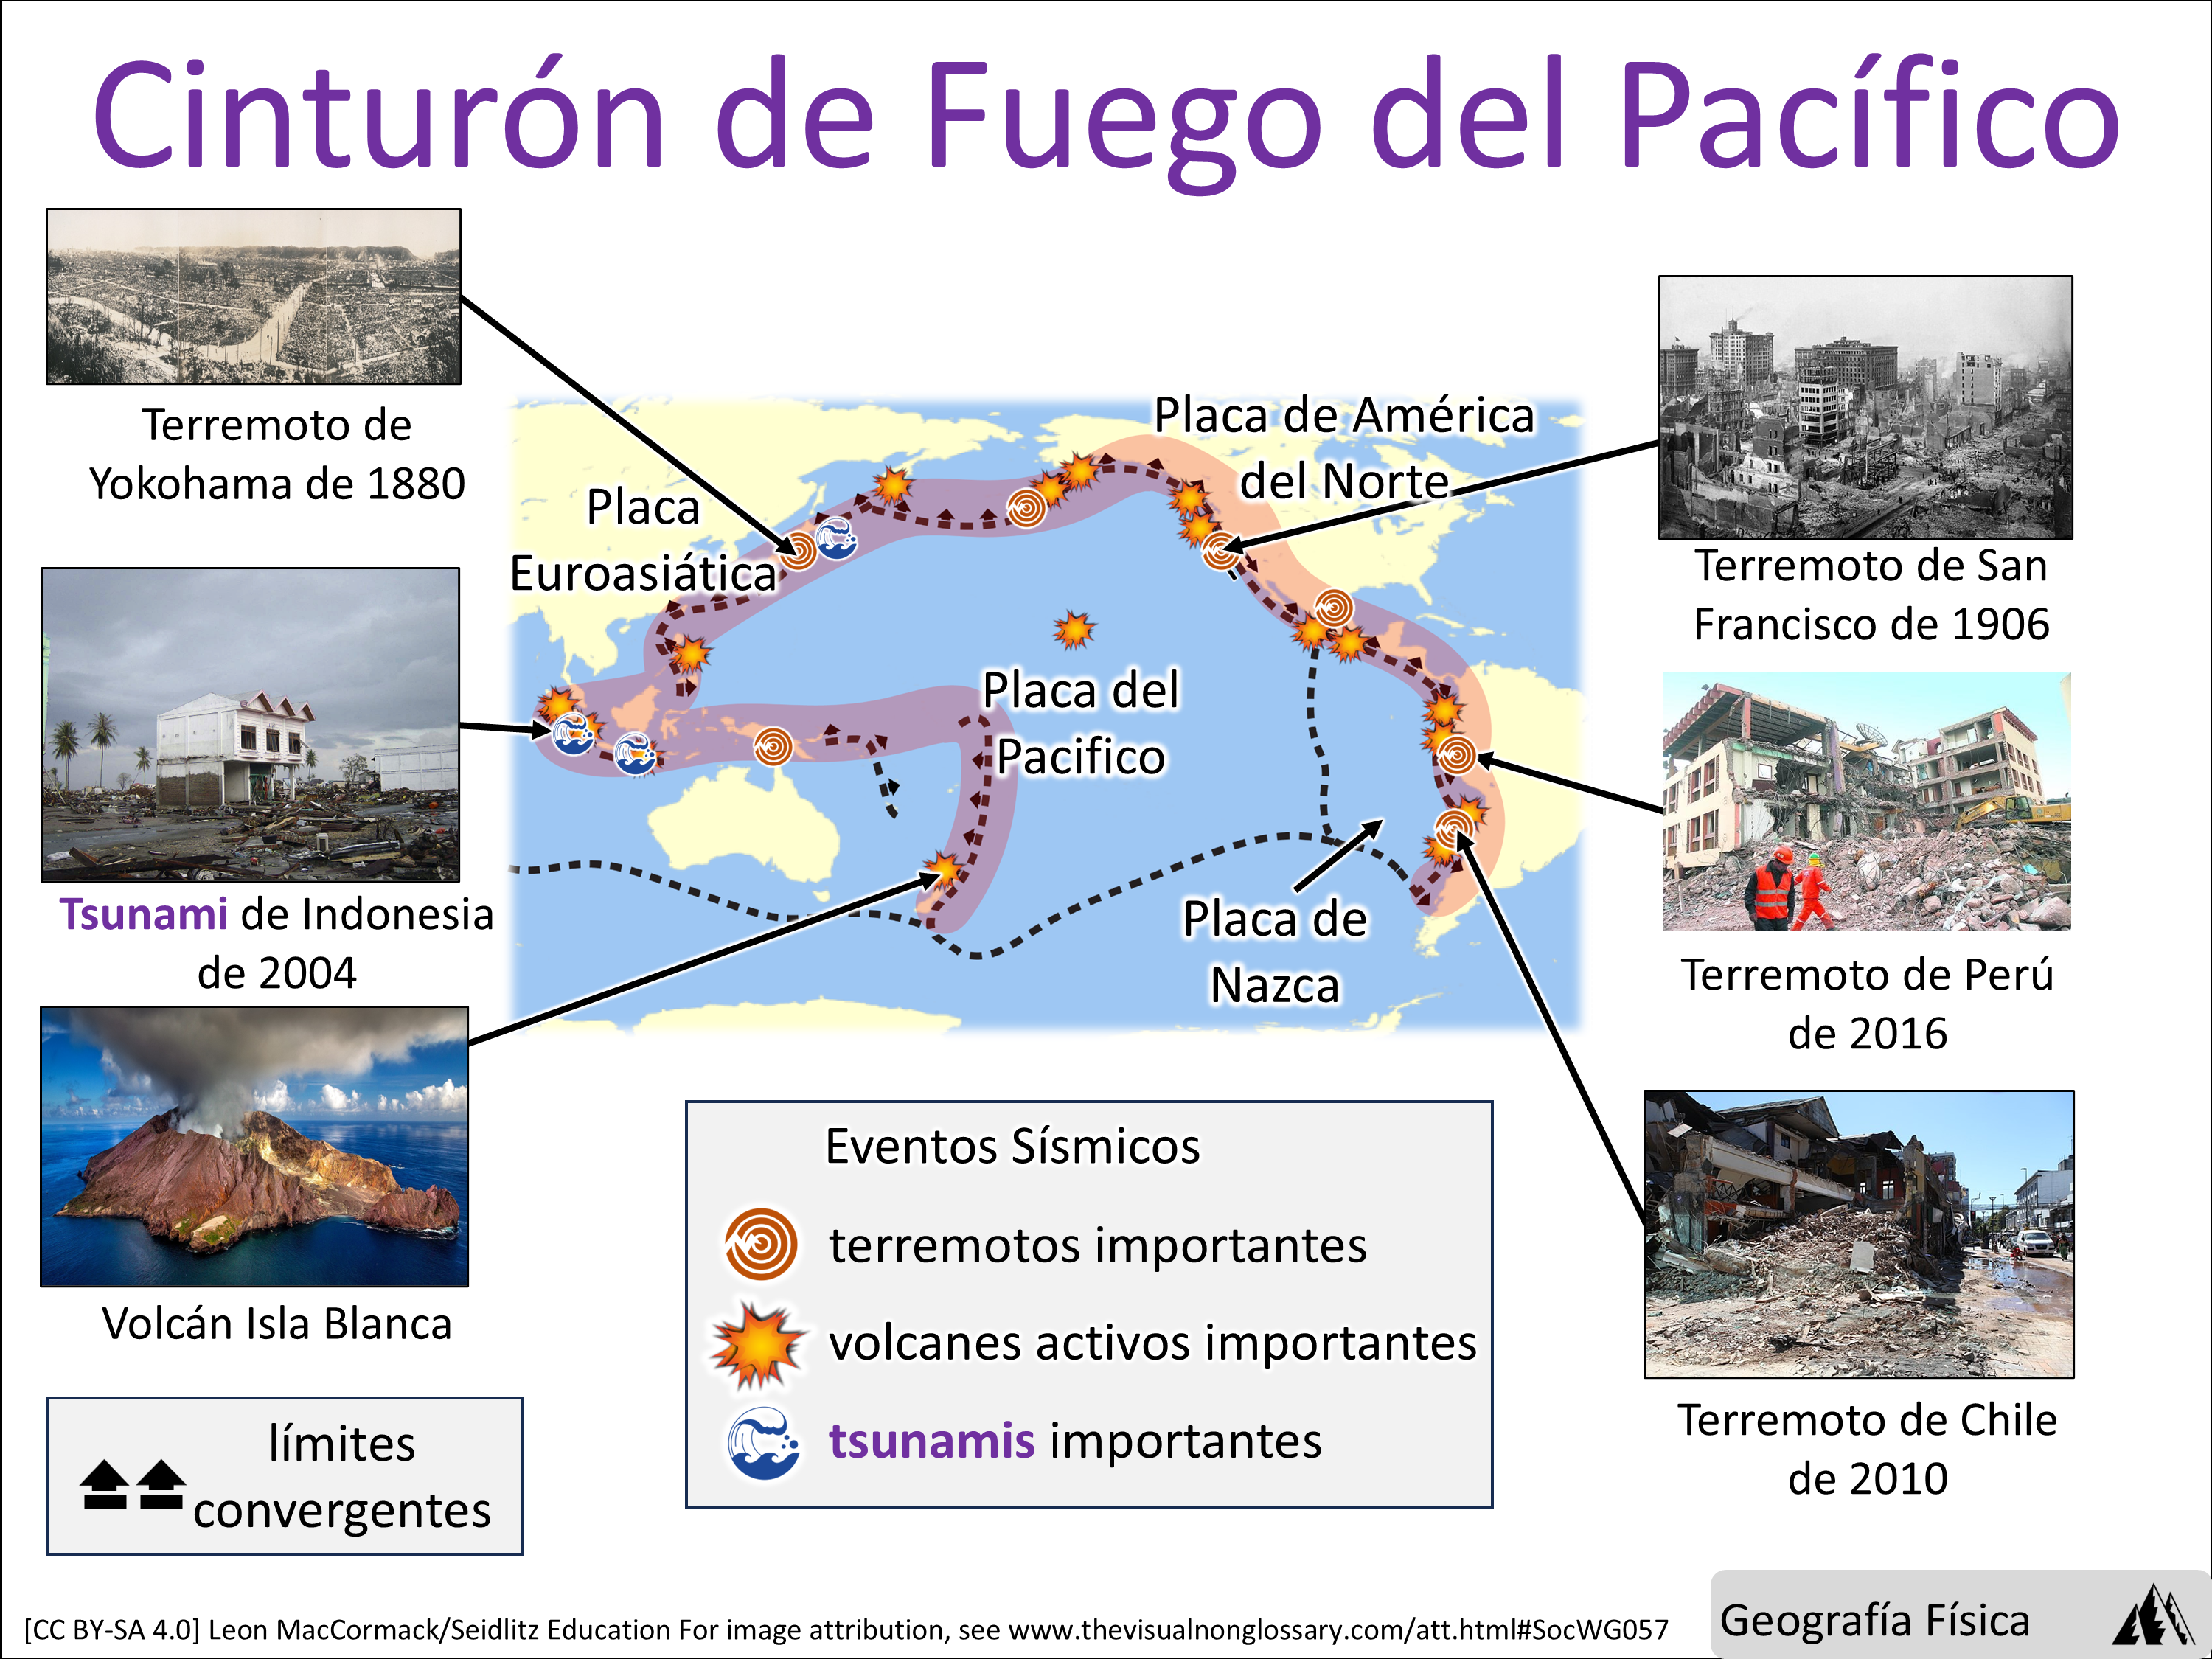 Cinturón de Fuego del Pacífico
Terremoto de
Yokohama de 1880
Tsunami de Indonesia
de 2004
Volcán Isla Blanca
límites
convergentes
Placa
Euroasiática
Placa de América
del Norte
Placa del
Pacifico
Placa de
Nazca
Eventos Sísmicos
terremotos importantes
volcanes activos importantes
tsunamis importantes
Terremoto de San
Francisco de 1906
Terremoto de Perú
de 2016
Terremoto de Chile
de 2010
[CC BY-SA 4.0] Leon MacCormack/Seidlitz Education For image attribution, see www.thevisualnonglossary.com/att.html#SocWG057
Geografía Física